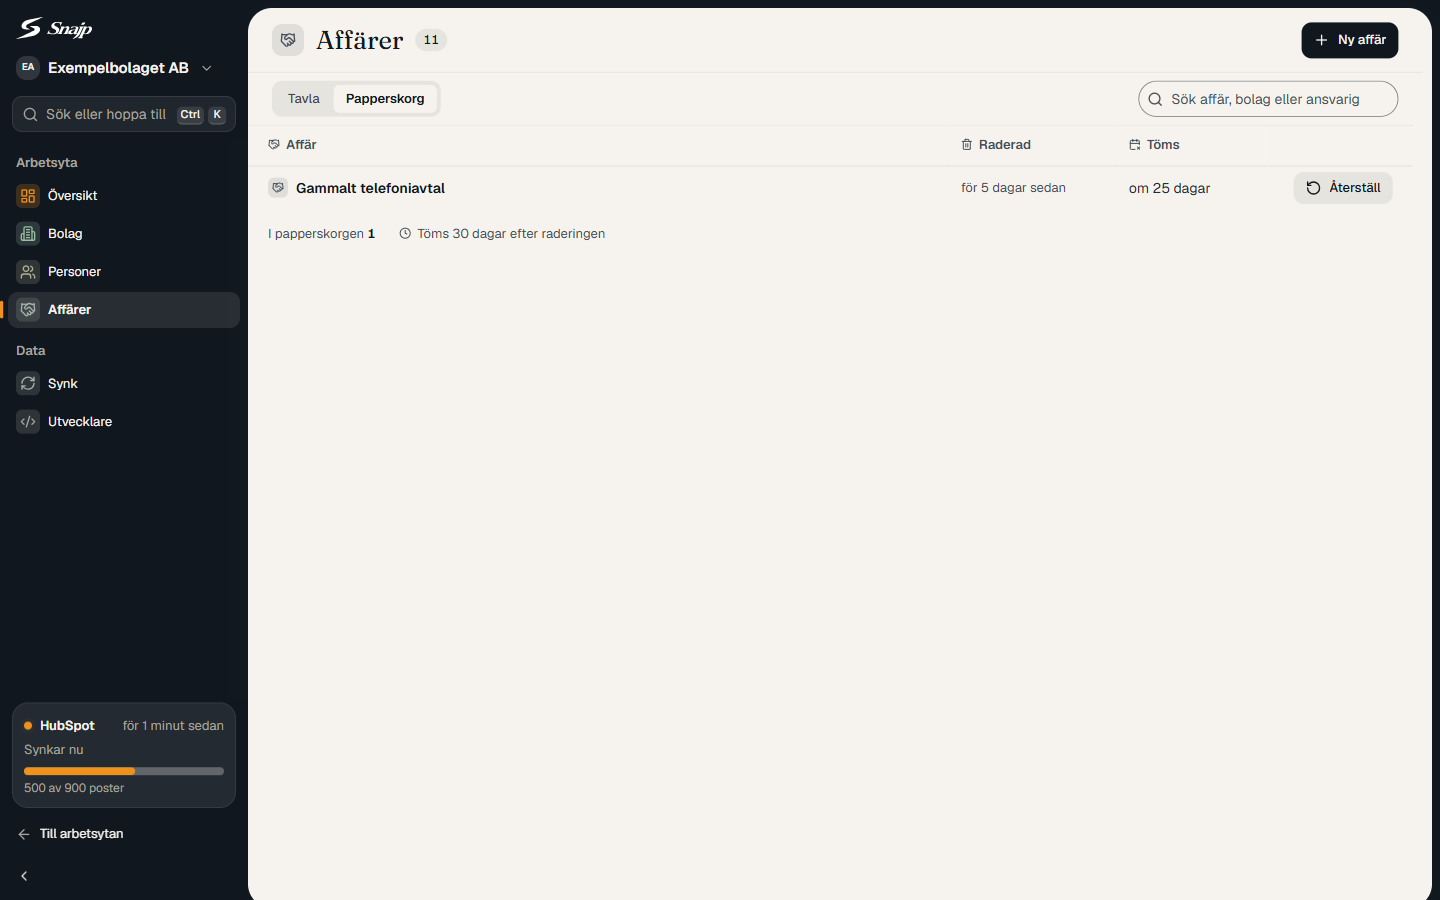 Snajp
EA Exempelbolaget AB
Sök eller hoppa till Ctrl K
Arbetsyta
Översikt
Bolag
Personer
Affärer
Data
Synk
Utvecklare
HubSpot för 1 minut sedan
Synkar nu
500 av 900 poster
Till arbetsytan
Affärer 11
Ny affär
Tavla Papperskorg
Sök affär, bolag eller ansvarig
Affär Raderad Töms
Gammalt telefoniavtal för 5 dagar sedan om 25 dagar Återställ
I papperskorgen 1 Töms 30 dagar efter raderingen